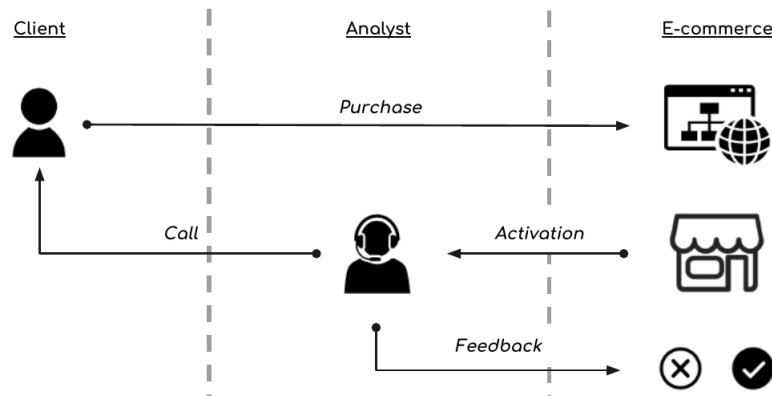 Client
Analyst
E-commerce
Purchase
Call
Activation
Feedback